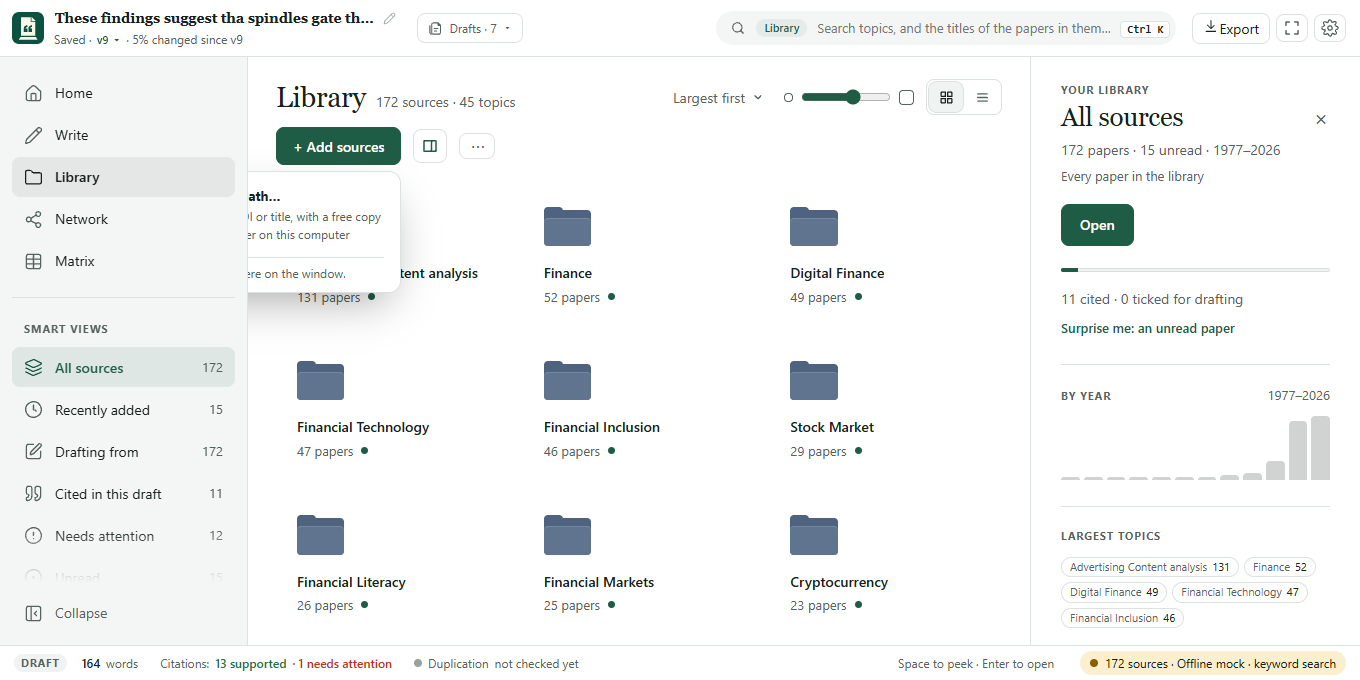 These findings suggest tha spindles gate th...
Saved · v9 · 5% changed since v9
Drafts · 7
Library Search topics, and the titles of the papers in them... Ctrl K
Export
Home
Write
Library
Network
Matrix
SMART VIEWS
All sources 172
Recently added 15
Drafting from 172
Cited in this draft 11
Needs attention 12
Unread 15
Collapse
Library 172 sources · 45 topics
Largest first
+ Add sources
ath...
or title, with a free copy
er on this computer
ere on the window.
tent analysis
131 papers
Finance
52 papers
Digital Finance
49 papers
Financial Technology
47 papers
Financial Inclusion
46 papers
Stock Market
29 papers
Financial Literacy
26 papers
Financial Markets
25 papers
Cryptocurrency
23 papers
YOUR LIBRARY
All sources
172 papers · 15 unread · 1977–2026
Every paper in the library
Open
11 cited · 0 ticked for drafting
Surprise me: an unread paper
BY YEAR 1977–2026
LARGEST TOPICS
Advertising Content analysis 131 Finance 52
Digital Finance 49 Financial Technology 47
Financial Inclusion 46
DRAFT 164 words Citations: 13 supported · 1 needs attention Duplication not checked yet
Space to peek · Enter to open
172 sources · Offline mock · keyword search